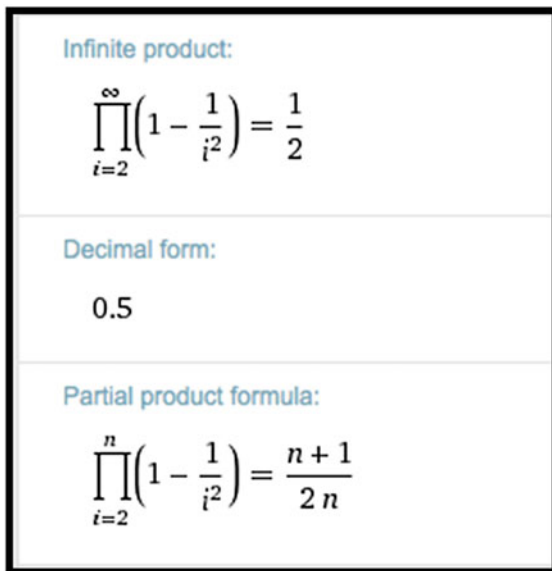 Infinite product:
∞
∏ (1 − 1/i²) = 1/2
i=2
Decimal form:
0.5
Partial product formula:
n
∏ (1 − 1/i²) = (n + 1)/(2 n)
i=2